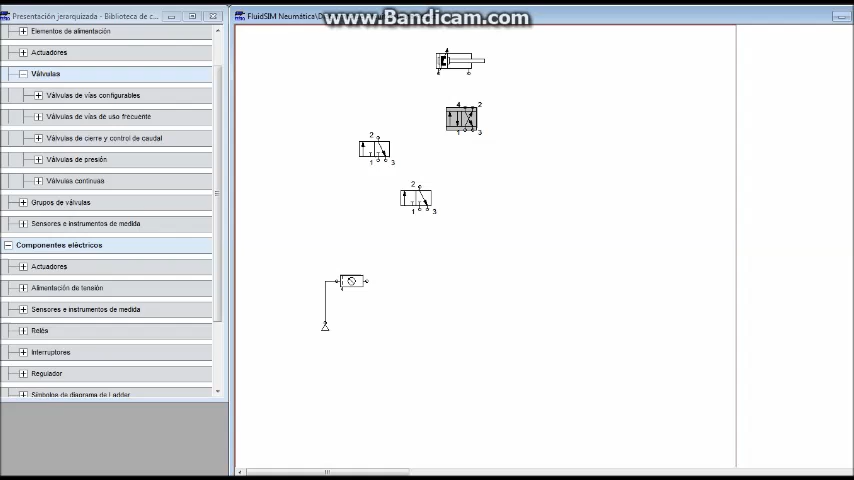 Presentación jerarquizada - Biblioteca de c...
FluidSIM Neumática\D
www.Bandicam.com
Elementos de alimentación
Actuadores
Válvulas
Válvulas de vías configurables
Válvulas de vías de uso frecuente
Válvulas de cierre y control de caudal
Válvulas de presión
Válvulas continuas
Grupos de válvulas
Sensores e instrumentos de medida
Componentes eléctricos
Actuadores
Alimentación de tensión
Sensores e instrumentos de medida
Relés
Interruptores
Regulador
Símbolos de diagrama de Ladder
4 2
1 3
2
1 3
2
1 3